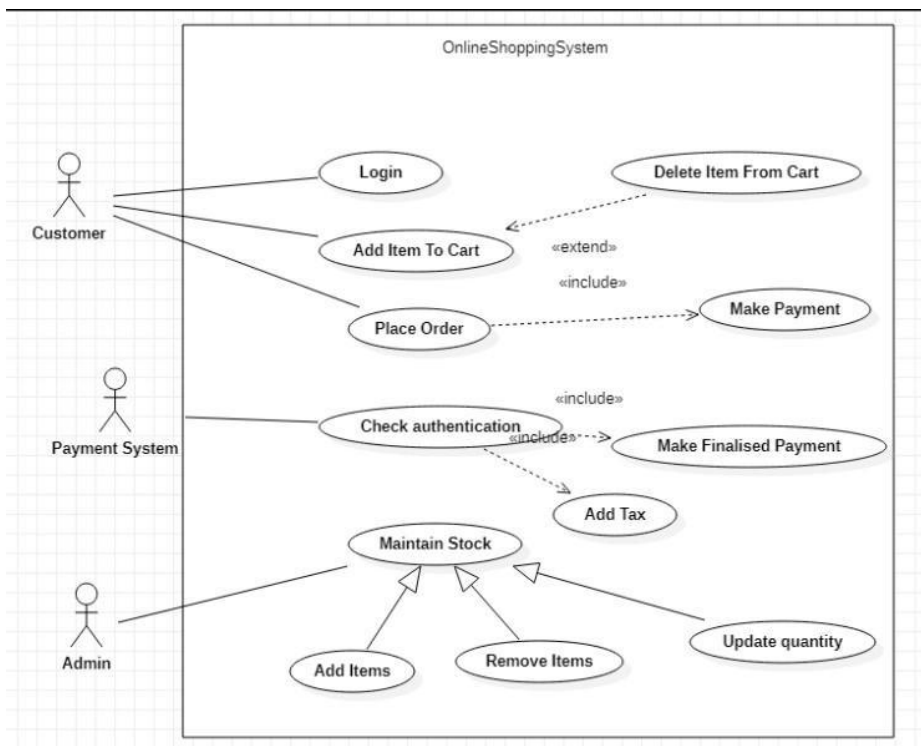 OnlineShoppingSystem
Login
Delete Item From Cart
Customer
Add Item To Cart
«extend»
«include»
Make Payment
Place Order
«include»
Check authentication
«include»
Make Finalised Payment
Payment System
Add Tax
Maintain Stock
Admin
Add Items
Remove Items
Update quantity